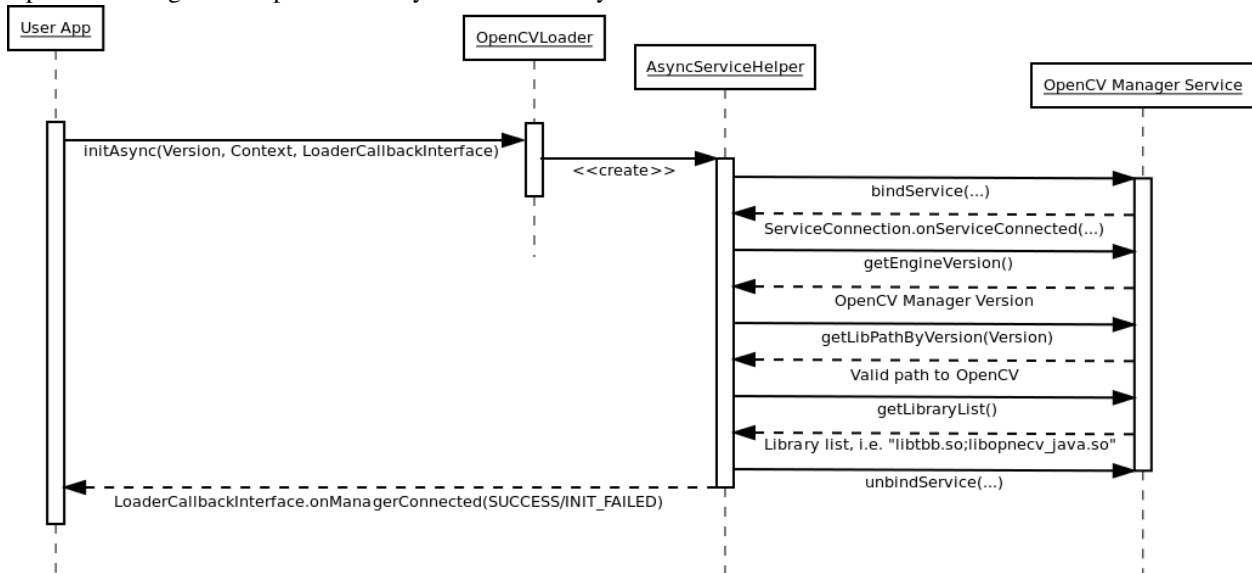 User App
OpenCVLoader
AsyncServiceHelper
OpenCV Manager Service
initAsync(Version, Context, LoaderCallbackInterface)
<<create>>
bindService(...)
ServiceConnection.onServiceConnected(...)
getEngineVersion()
OpenCV Manager Version
getLibPathByVersion(Version)
Valid path to OpenCV
getLibraryList()
Library list, i.e. "libtbb.so;libopnecv_java.so"
unbindService(...)
LoaderCallbackInterface.onManagerConnected(SUCCESS/INIT_FAILED)